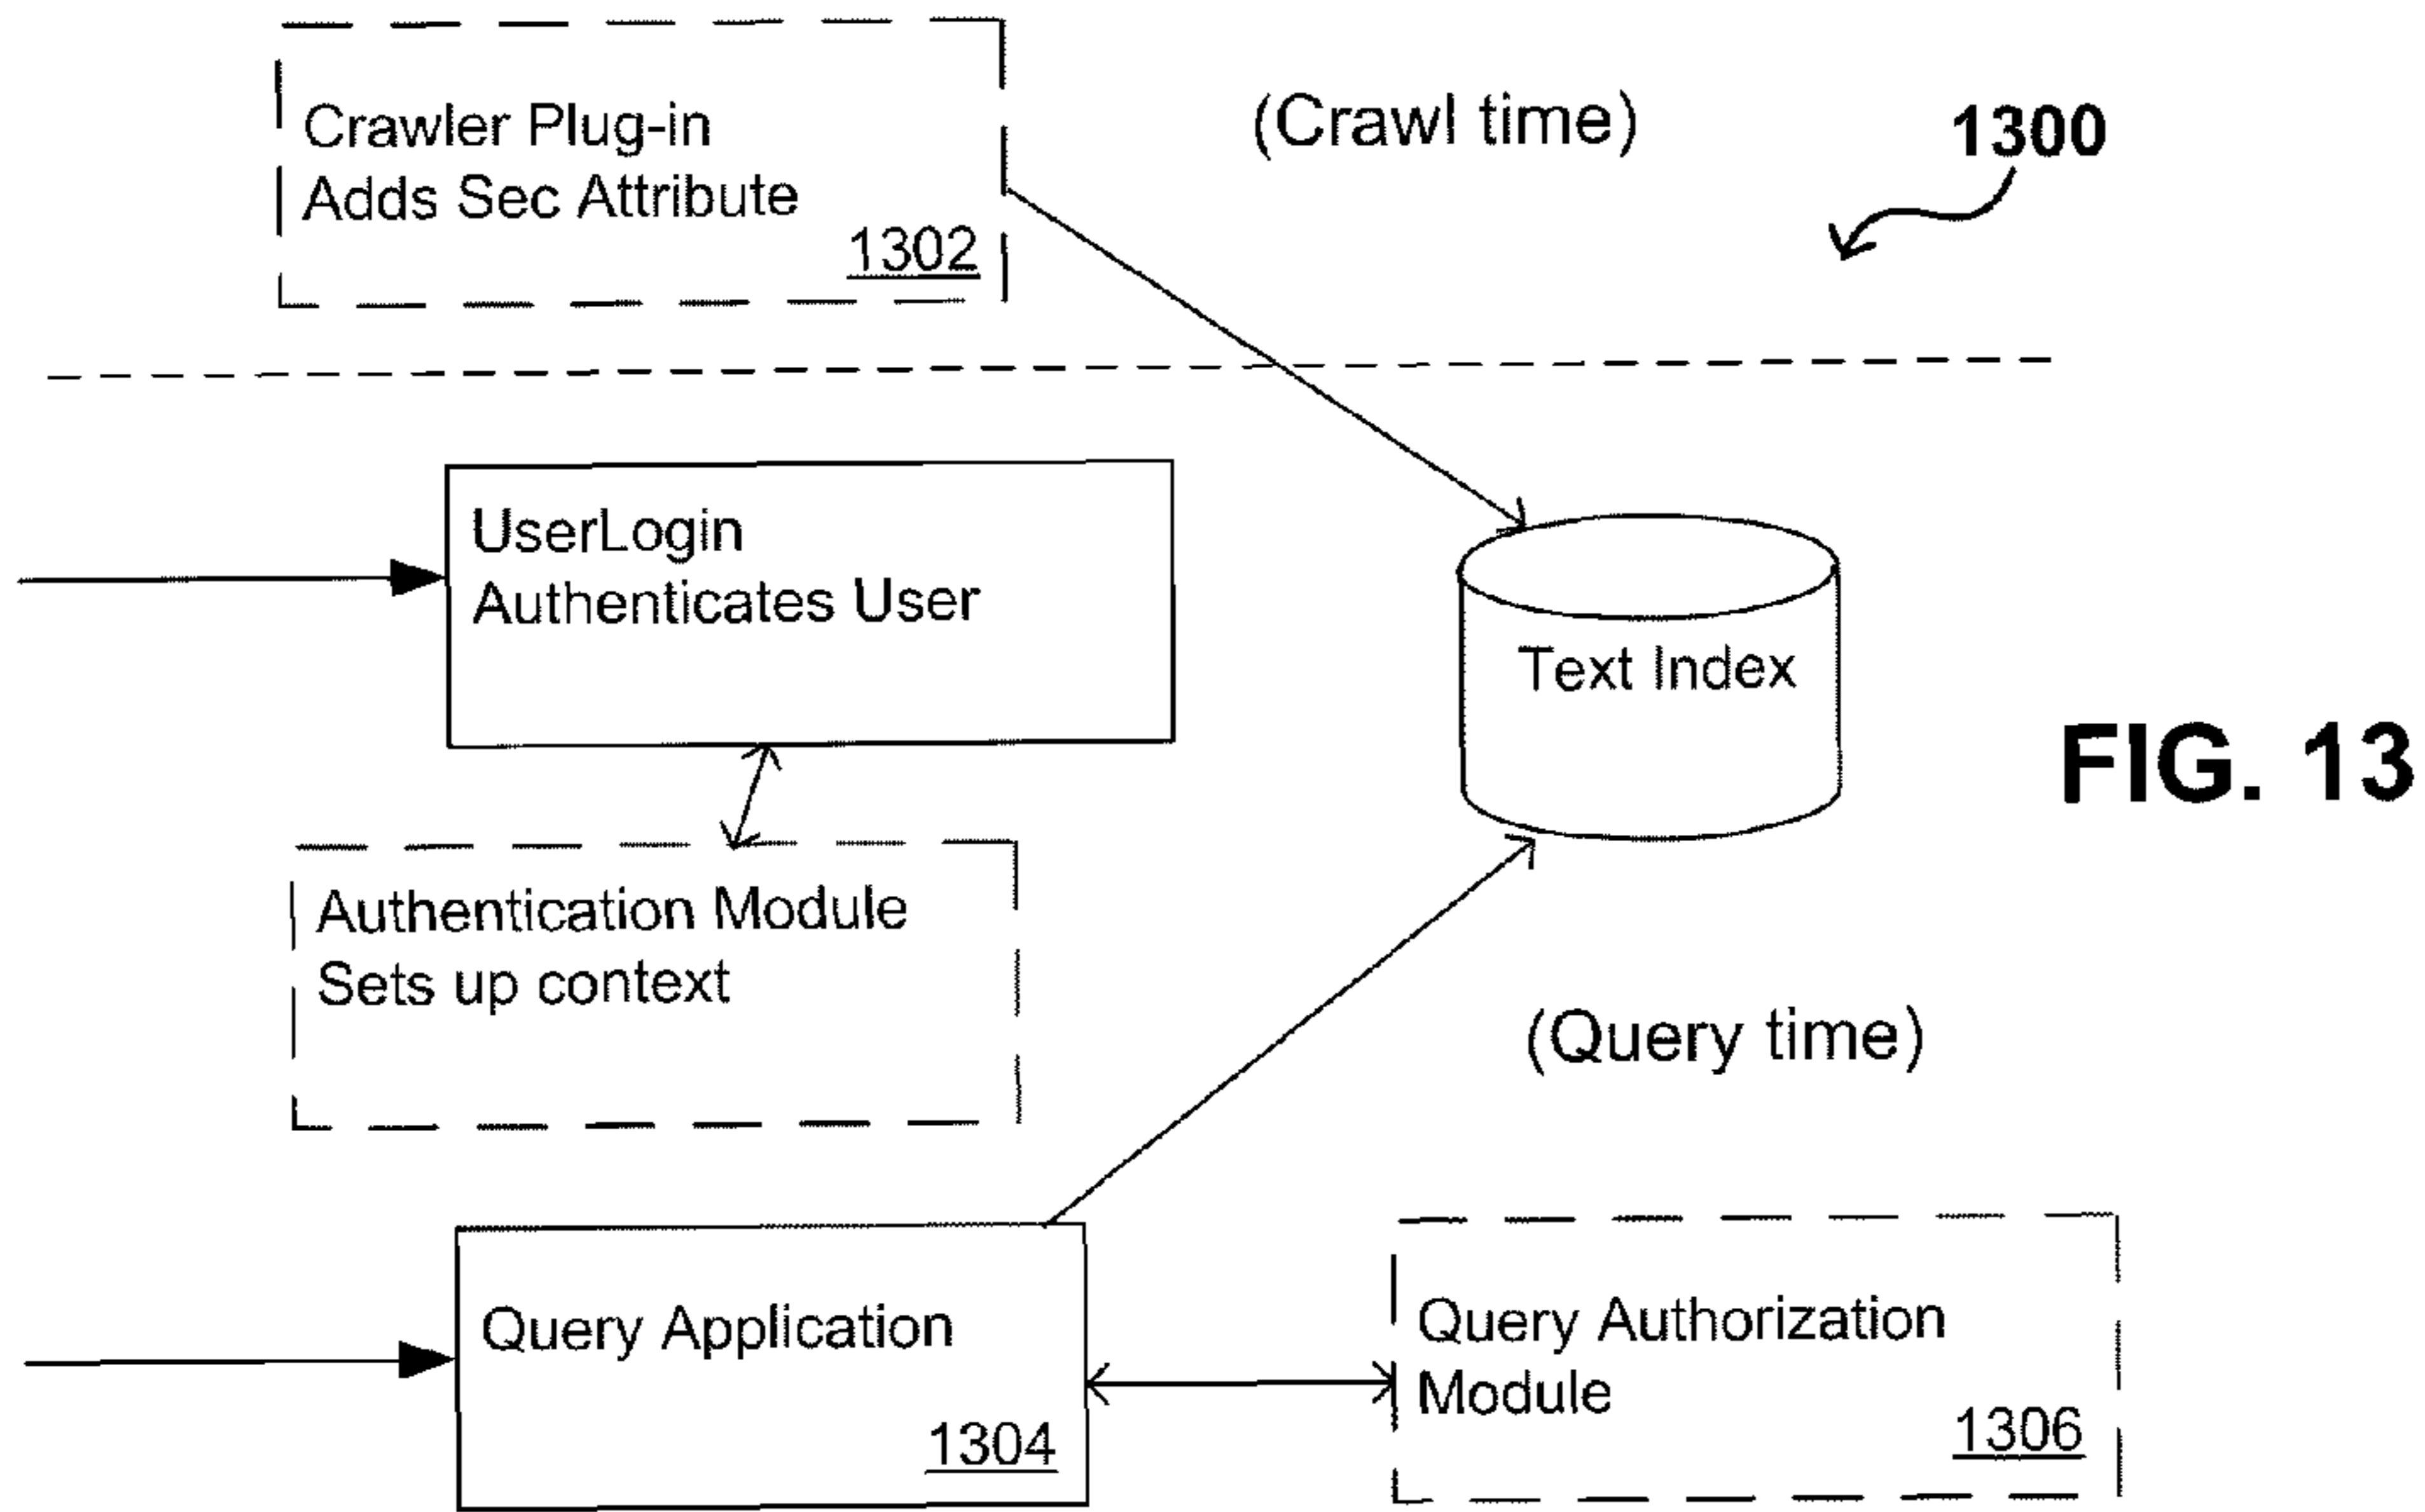 Crawler Plug-in
Adds Sec Attribute
1302
(Crawl time)
1300
UserLogin
Authenticates User
Text Index
FIG. 13
Authentication Module
Sets up context
(Query time)
Query Application
1304
Query Authorization
Module
1306